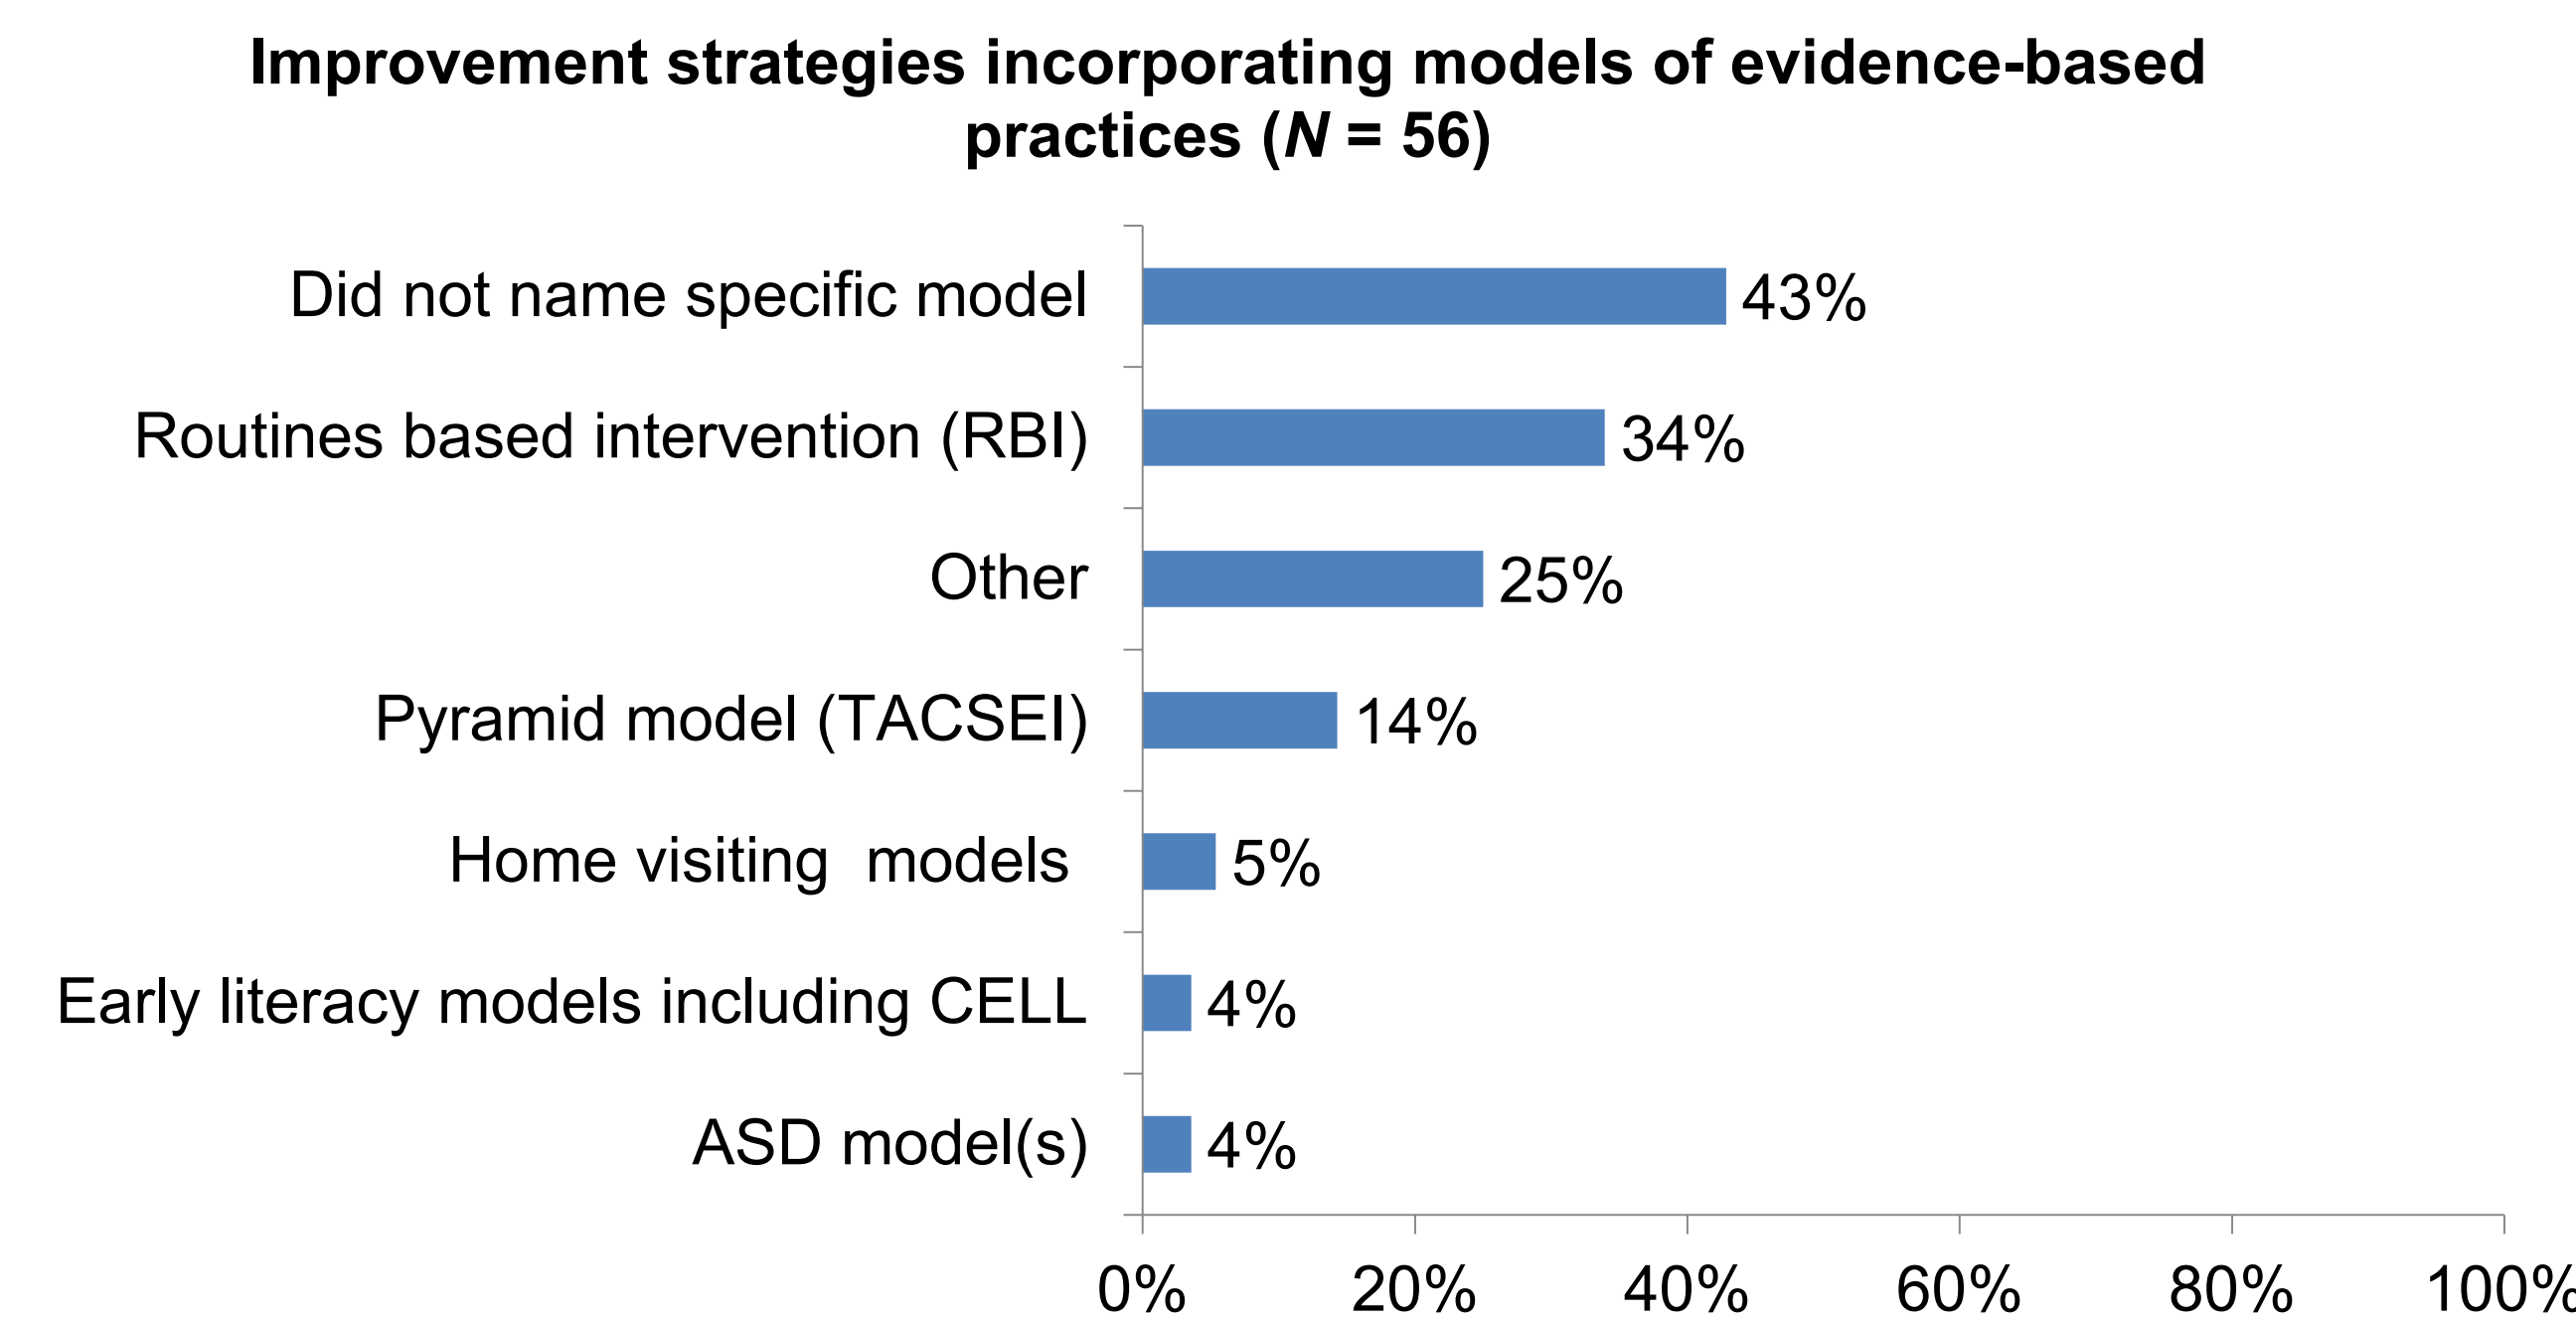 Improvement strategies incorporating models of evidence-based
practices (N = 56)
Did not name specific model 43%
Routines based intervention (RBI) 34%
Other 25%
Pyramid model (TACSEI) 14%
Home visiting  models 5%
Early literacy models including CELL 4%
ASD model(s) 4%
0% 20% 40% 60% 80% 100%